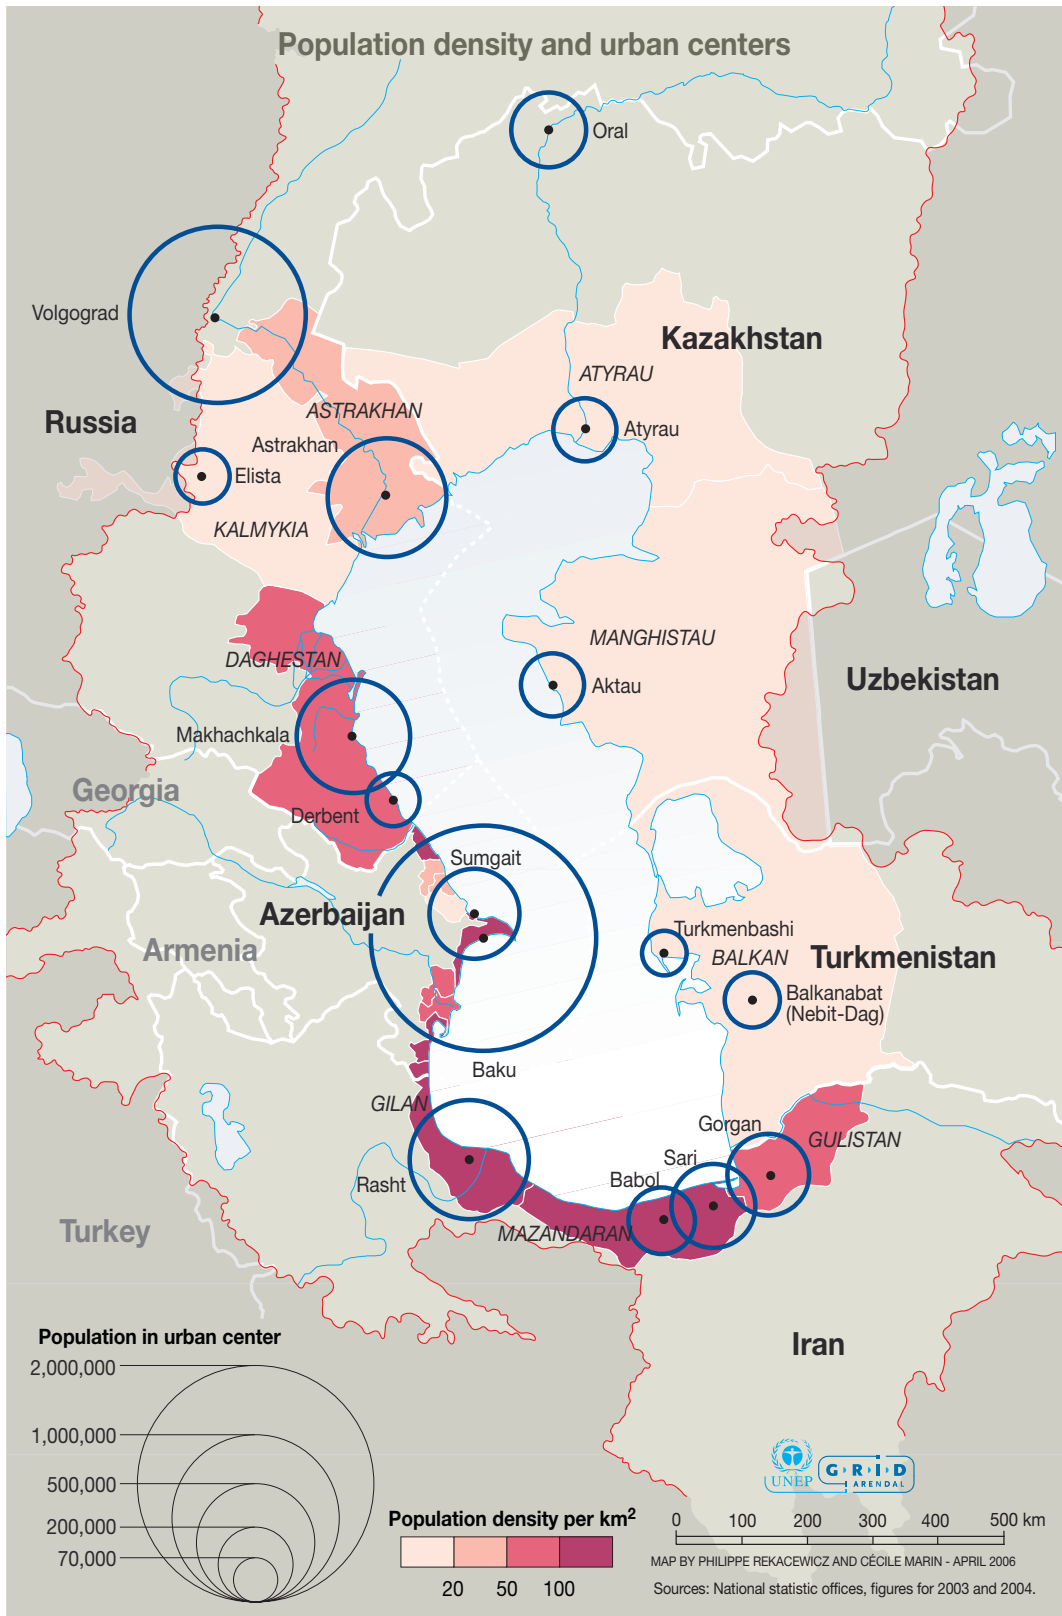 Population density and urban centers
Oral
Volgograd
Kazakhstan
ATYRAU
Russia
ASTRAKHAN
Atyrau
Astrakhan
Elista
KALMYKIA
MANGHISTAU
DAGHESTAN
Uzbekistan
Aktau
Makhachkala
Georgia
Derbent
Sumgait
Azerbaijan
Turkmenbashi
Armenia
BALKAN
Turkmenistan
Balkanabat
(Nebit-Dag)
Baku
GILAN
Gorgan
GULISTAN
Sari
Babol
Rasht
Turkey
MAZANDARAN
Iran
Population in urban center
2,000,000
1,000,000
500,000
200,000
70,000
Population density per km2
20 50 100
UNEP
GRID
ARENDAL
0 100 200 300 400 500 km
MAP BY PHILIPPE REKACEWICZ AND CÉCILE MARIN - APRIL 2006
Sources: National statistic offices, figures for 2003 and 2004.